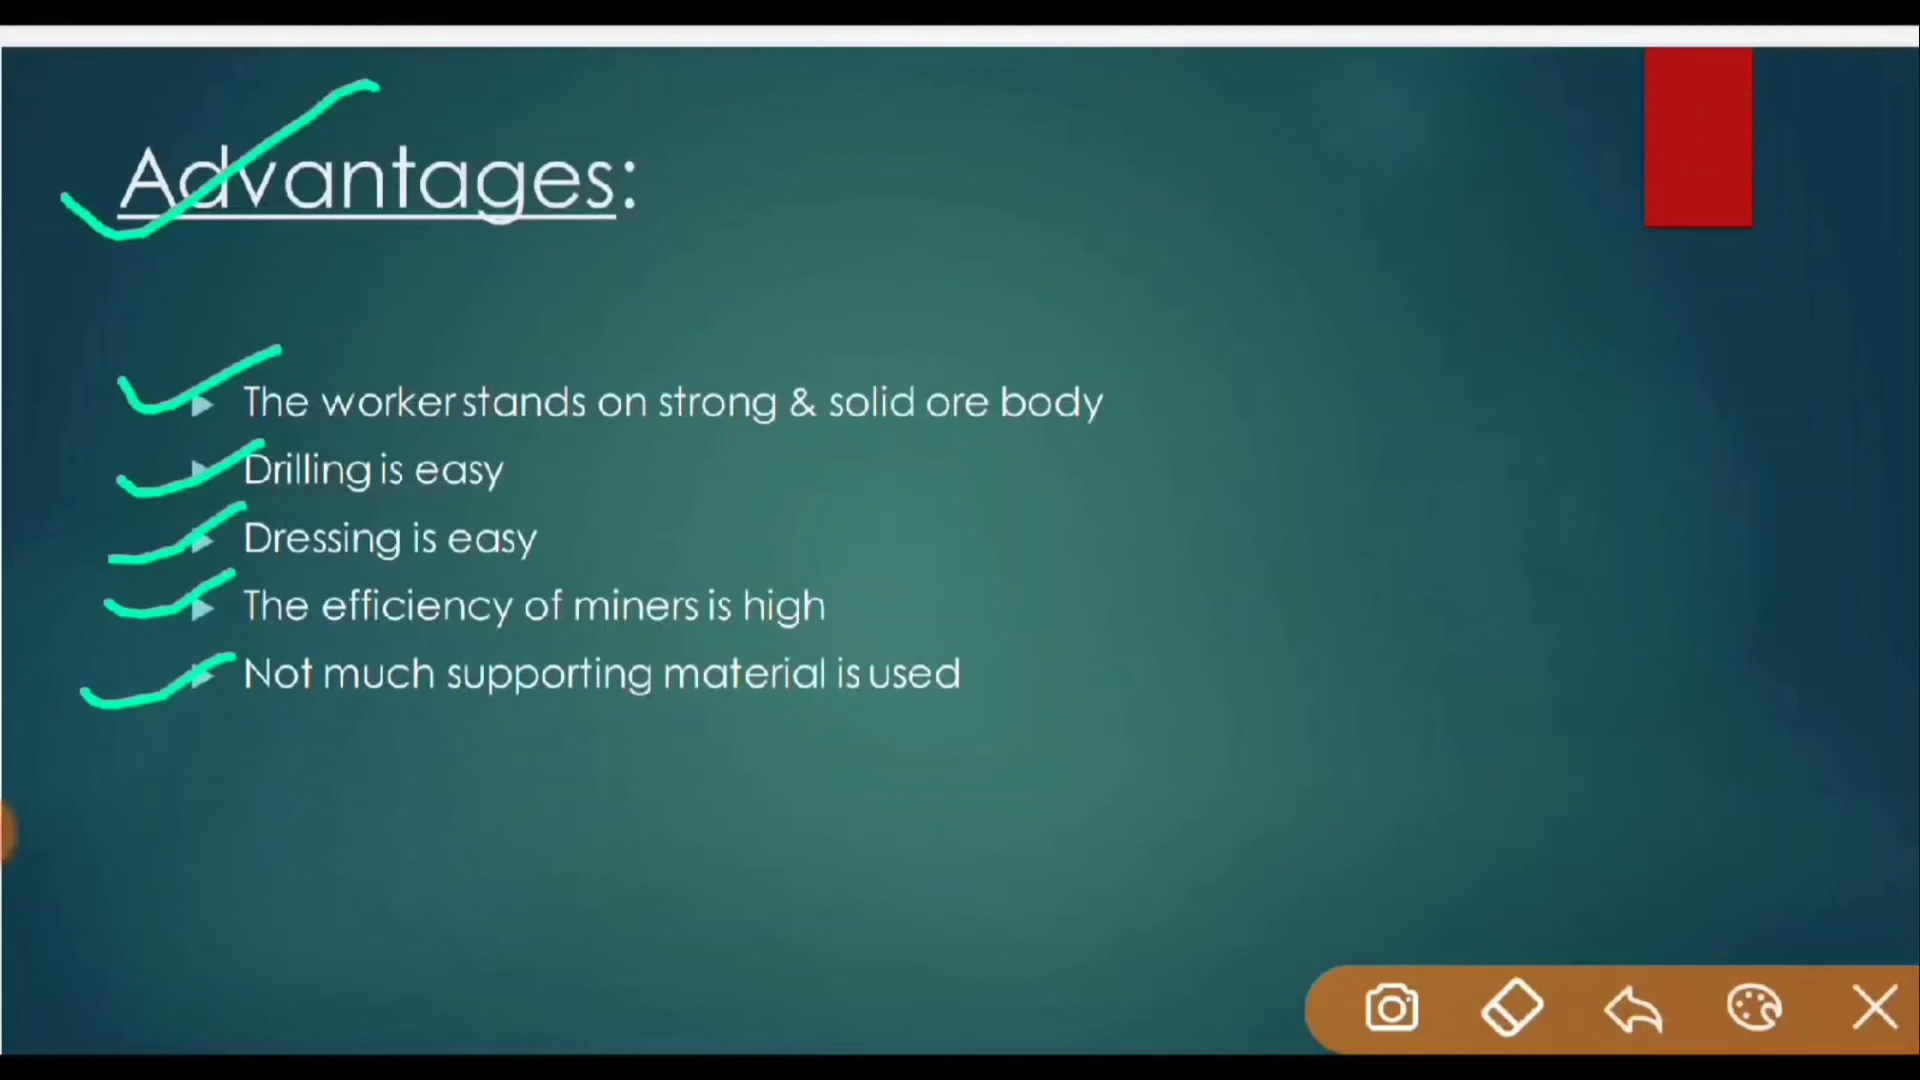 Advantages:
The worker stands on strong & solid ore body
Drilling is easy
Dressing is easy
The efficiency of miners is high
Not much supporting material is used